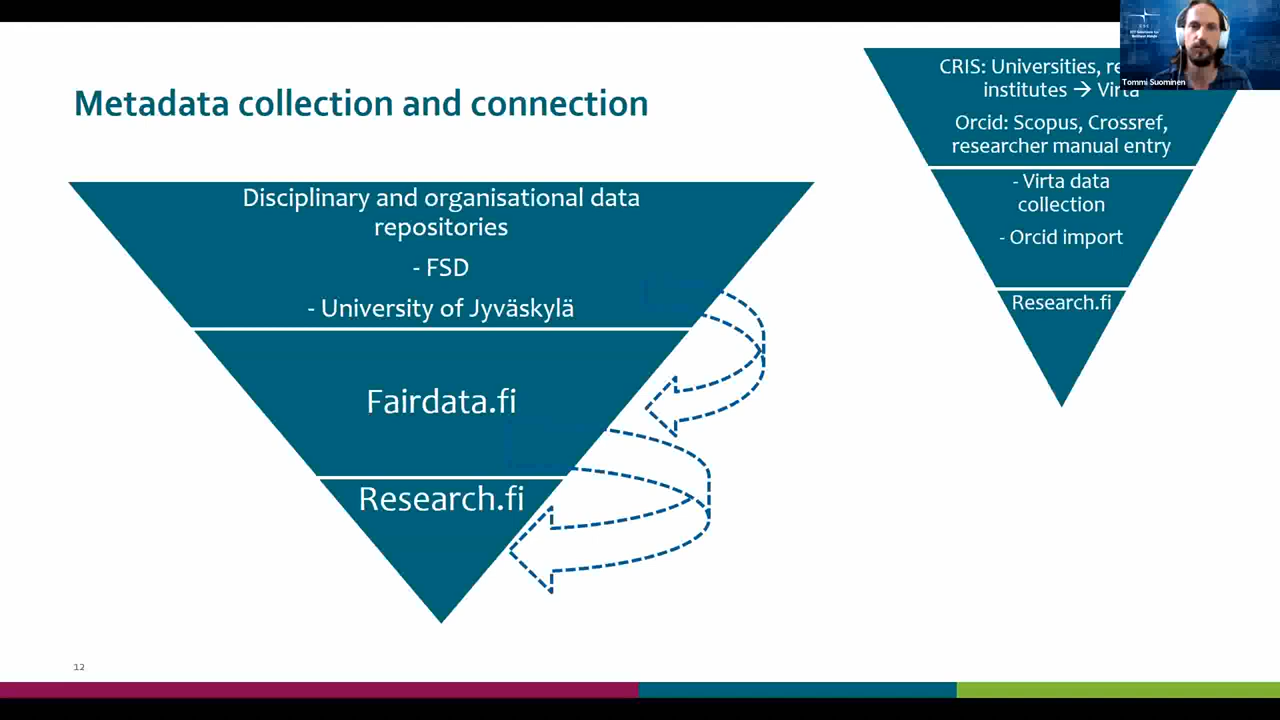 Metadata collection and connection
Disciplinary and organisational data
repositories
- FSD
- University of Jyväskylä
Fairdata.fi
Research.fi
CRIS: Universities,
institutes → Virta
Orcid: Scopus, Crossref,
researcher manual entry
- Virta data
collection
- Orcid import
Research.fi
Tommi Suominen
12